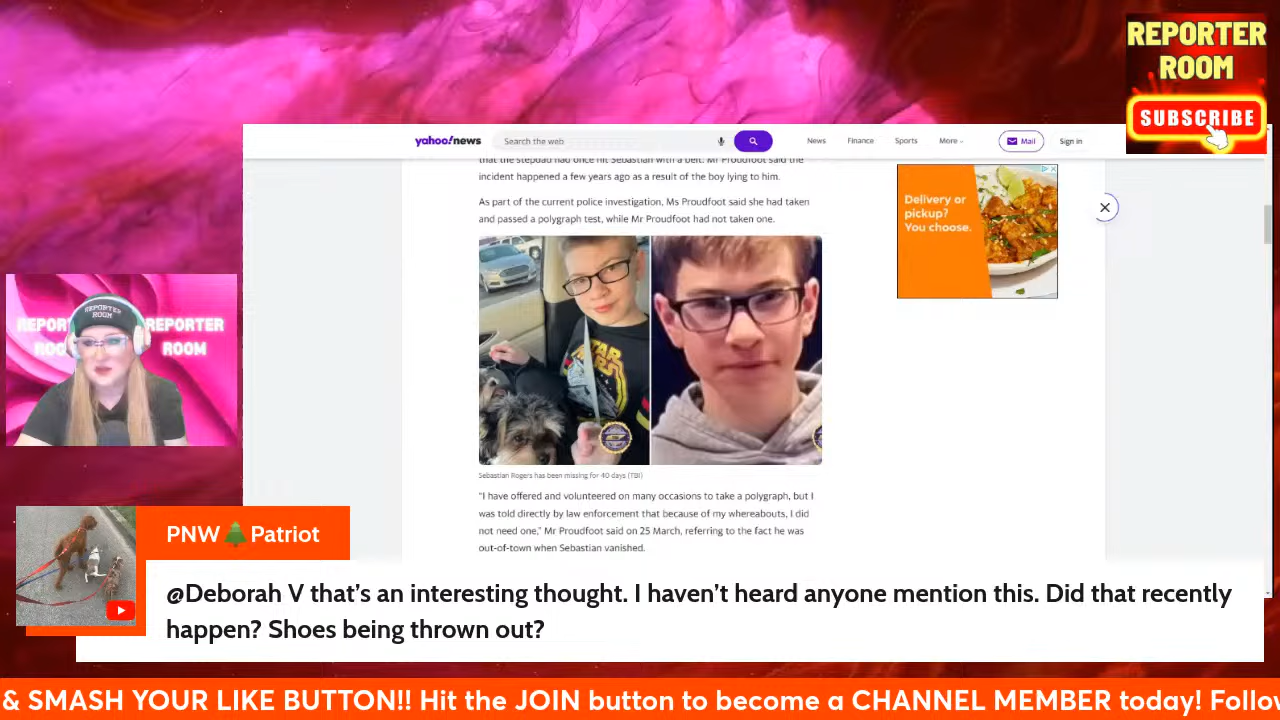 REPORTER
ROOM
SUBSCRIBE
yahoo!news
Search the web
News
Finance
Sports
More
Mail
Sign in
that the stepdad had once hit Sebastian with a belt. Mr Proudfoot said the
incident happened a few years ago as a result of the boy lying to him.
As part of the current police investigation, Ms Proudfoot said she had taken
and passed a polygraph test, while Mr Proudfoot had not taken one.
Delivery or
pickup?
You choose.
STAR
WARS
REPORTER
ROOM
REPORTER
ROOM
Sebastian Rogers has been missing for 40 days (TBI)
"I have offered and volunteered on many occasions to take a polygraph, but I
was told directly by law enforcement that because of my whereabouts, I did
not need one," Mr Proudfoot said on 25 March, referring to the fact he was
out-of-town when Sebastian vanished.
PNW🌲Patriot
@Deborah V that's an interesting thought. I haven't heard anyone mention this. Did that recently
happen? Shoes being thrown out?
& SMASH YOUR LIKE BUTTON!! Hit the JOIN button to become a CHANNEL MEMBER today! Follow